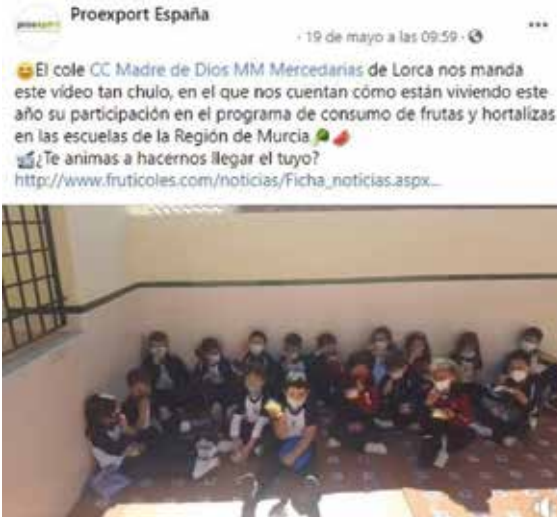 Proexport España
proexport
· 19 de mayo a las 09:59 ·
😆El cole CC Madre de Dios MM Mercedarias de Lorca nos manda
este vídeo tan chulo, en el que nos cuentan cómo están viviendo este
año su participación en el programa de consumo de frutas y hortalizas
en las escuelas de la Región de Murcia🥦🍉
📹¿Te animas a hacernos llegar el tuyo?
http://www.fruticoles.com/noticias/Ficha_noticias.aspx...